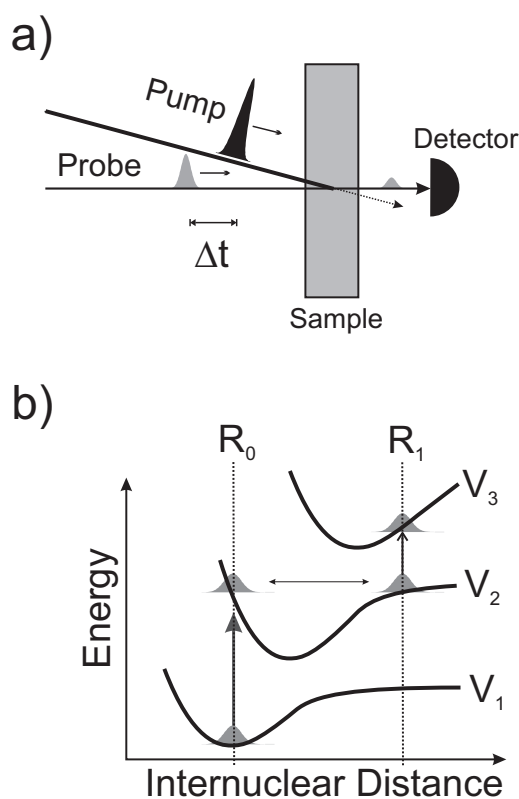 a)
Pump
Detector
Probe
Δt
Sample
b)
R₀
R₁
V₃
V₂
V₁
Energy
Internuclear Distance